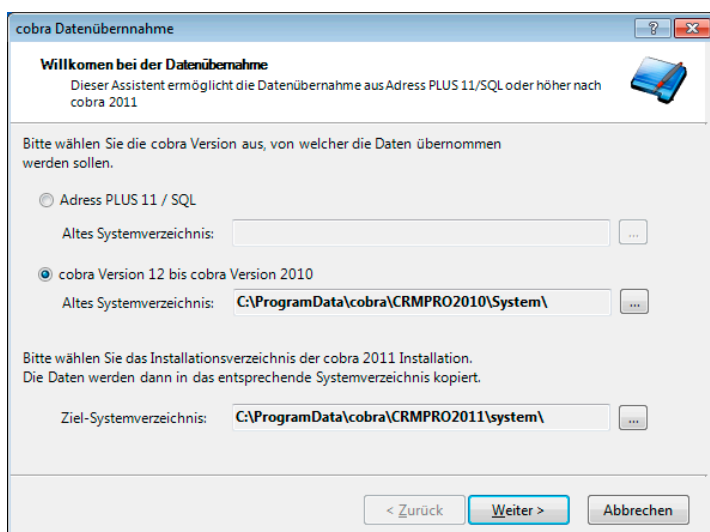 cobra Datenübernnahme
?
Willkomen bei der Datenübernahme
Dieser Assistent ermöglicht die Datenübernahme aus Adress PLUS 11/SQL oder höher nach
cobra 2011
Bitte wählen Sie die cobra Version aus, von welcher die Daten übernommen
werden sollen.
Adress PLUS 11 / SQL
Altes Systemverzeichnis:
...
cobra Version 12 bis cobra Version 2010
Altes Systemverzeichnis: C:\ProgramData\cobra\CRMPRO2010\System\ ...
Bitte wählen Sie das Installationsverzeichnis der cobra 2011 Installation.
Die Daten werden dann in das entsprechende Systemverzeichnis kopiert.
Ziel-Systemverzeichnis: C:\ProgramData\cobra\CRMPRO2011\system\ ...
< Zurück Weiter > Abbrechen